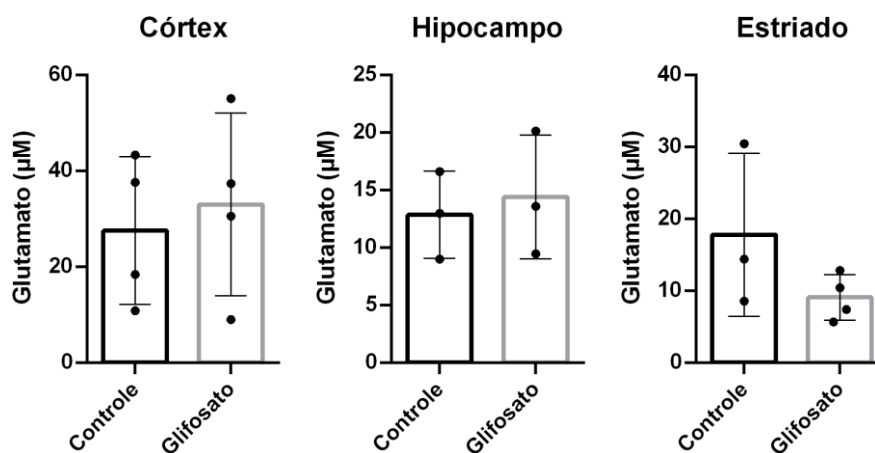 Córtex
Glutamato (µM)
60
40
20
0
Controle
Glifosato
Hipocampo
Glutamato (µM)
25
20
15
10
5
0
Controle
Glifosato
Estriado
Glutamato (µM)
40
30
20
10
0
Controle
Glifosato